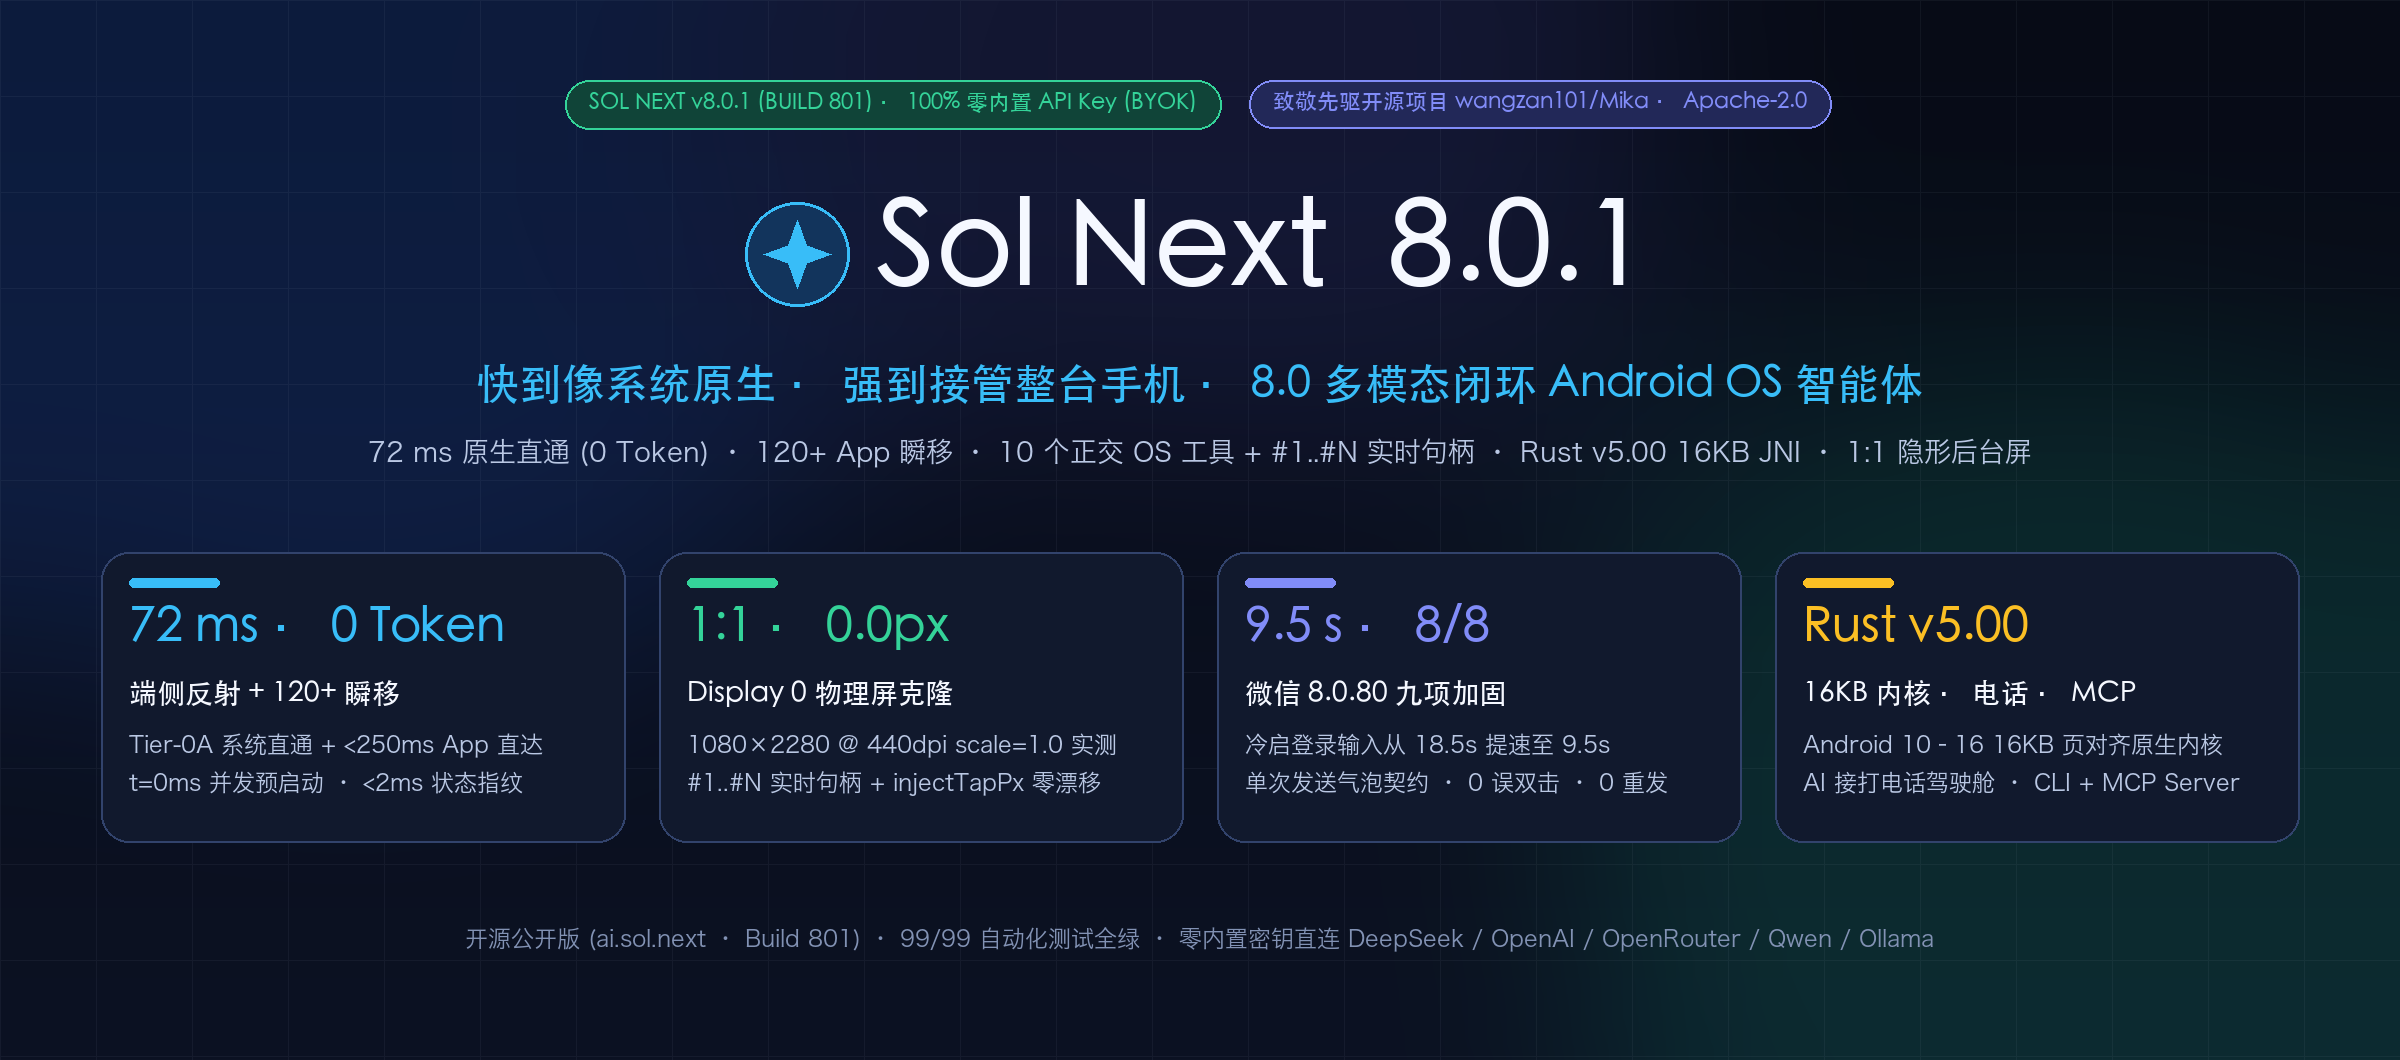 SOL NEXT v8.0.1 (BUILD 801) · 100% 零内置 API Key (BYOK)
致敬先驱开源项目 wangzan101/Mika · Apache-2.0
Sol Next 8.0.1
快到像系统原生 · 强到接管整台手机 · 8.0 多模态闭环 Android OS 智能体
72 ms 原生直通 (0 Token) · 120+ App 瞬移 · 10 个正交 OS 工具 + #1..#N 实时句柄 · Rust v5.00 16KB JNI · 1:1 隐形后台屏
72 ms · 0 Token
端侧反射 + 120+ 瞬移
Tier-0A 系统直通 + <250ms App 直达
t=0ms 并发预启动 · <2ms 状态指纹
1:1 · 0.0px
Display 0 物理屏克隆
1080×2280 @ 440dpi scale=1.0 实测
#1..#N 实时句柄 + injectTapPx 零漂移
9.5 s · 8/8
微信 8.0.80 九项加固
冷启登录输入从 18.5s 提速至 9.5s
单次发送气泡契约 · 0 误双击 · 0 重发
Rust v5.00
16KB 内核 · 电话 · MCP
Android 10 - 16 16KB 页对齐原生内核
AI 接打电话驾驶舱 · CLI + MCP Server
开源公开版 (ai.sol.next · Build 801) · 99/99 自动化测试全绿 · 零内置密钥直连 DeepSeek / OpenAI / OpenRouter / Qwen / Ollama